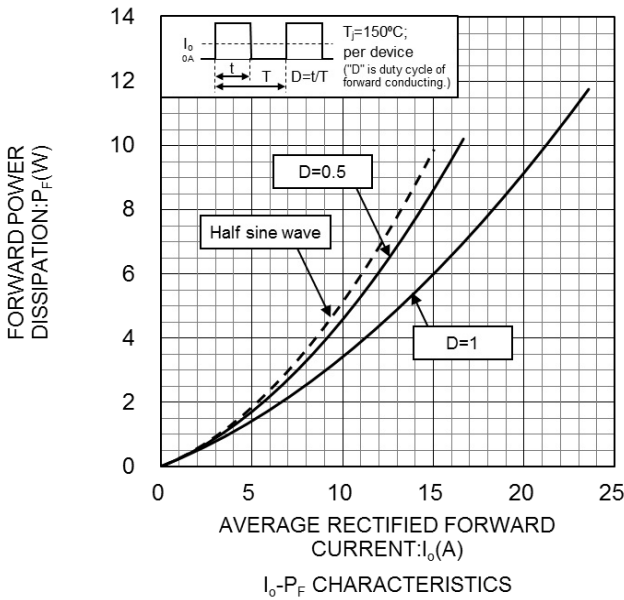 14
12
10
8
6
4
2
0
FORWARD POWER
DISSIPATION:PF(W)
Io
0A
t
T
D=t/T
Tj=150ºC;
per device
("D" is duty cycle of
forward conducting.)
D=0.5
Half sine wave
D=1
0
5
10
15
20
25
AVERAGE RECTIFIED FORWARD
CURRENT:Io(A)
Io-PF CHARACTERISTICS